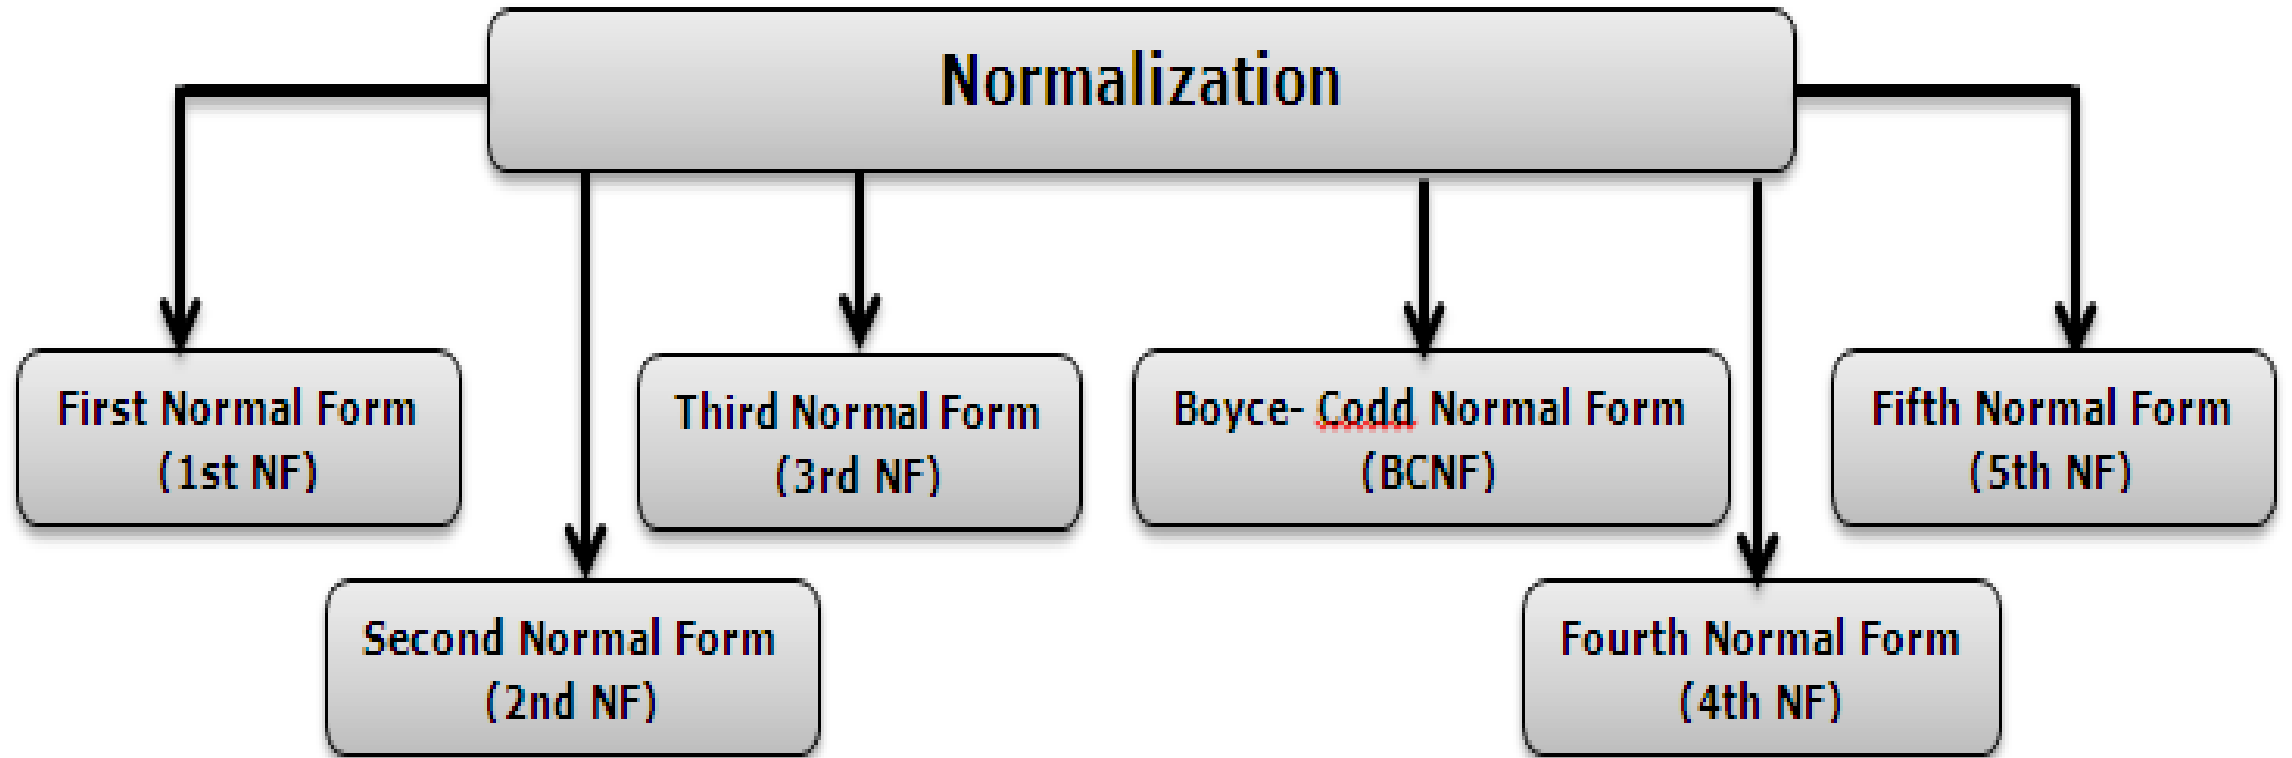 Normalization
First Normal Form
(1st NF)
Third Normal Form
(3rd NF)
Boyce- Codd Normal Form
(BCNF)
Fifth Normal Form
(5th NF)
Second Normal Form
(2nd NF)
Fourth Normal Form
(4th NF)